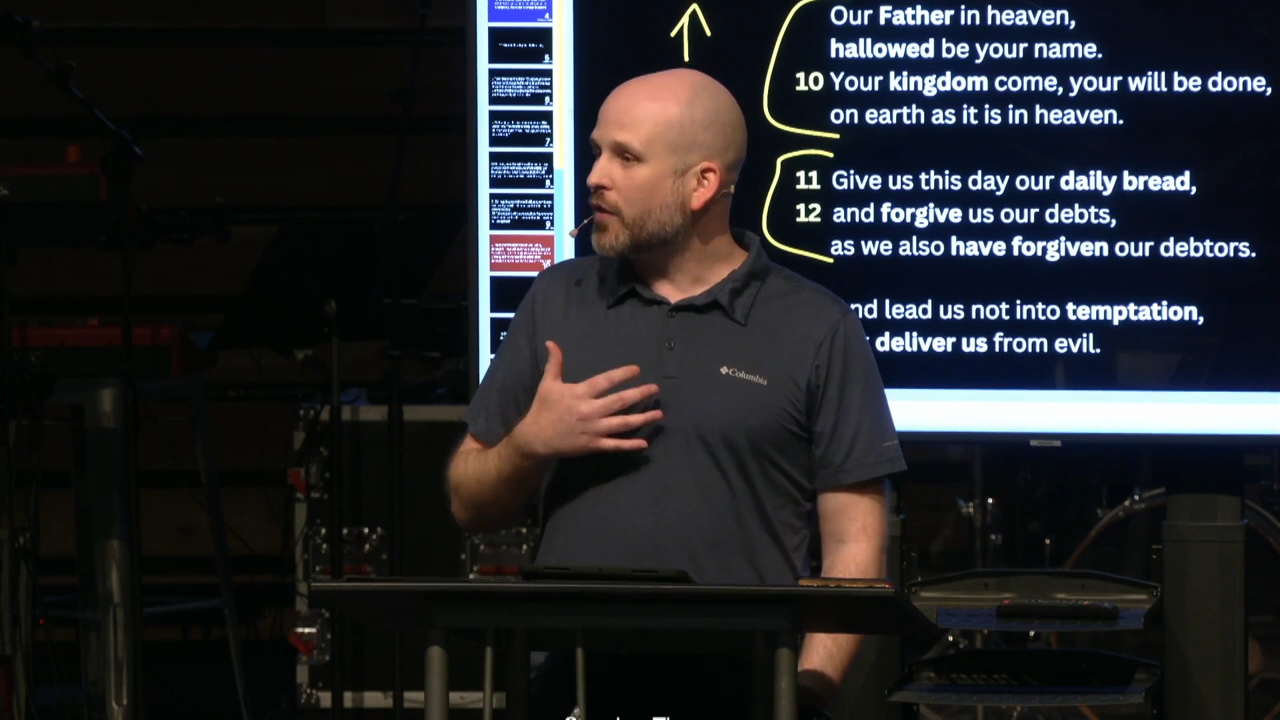 Our Father in heaven,
hallowed be your name.
10 Your kingdom come, your will be done,
on earth as it is in heaven.
11 Give us this day our daily bread,
12 and forgive us our debts,
as we also have forgiven our debtors.
lead us not into temptation,
deliver us from evil.
Columbia